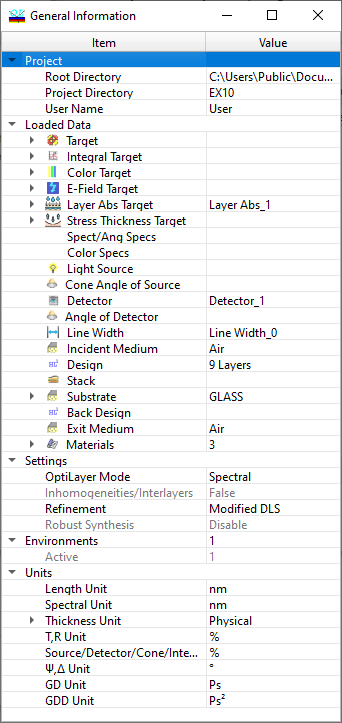 General Information
Item Value
Project
Root Directory C:\Users\Public\Docu...
Project Directory EX10
User Name User
Loaded Data
Target
Integral Target
Color Target
E-Field Target
Layer Abs Target Layer Abs_1
Stress Thickness Target
Spect/Ang Specs
Color Specs
Light Source
Cone Angle of Source
Detector Detector_1
Angle of Detector
Line Width Line Width_0
Incident Medium Air
Design 9 Layers
Stack
Substrate GLASS
Back Design
Exit Medium Air
Materials 3
Settings
OptiLayer Mode Spectral
Inhomogeneities/Interlayers False
Refinement Modified DLS
Robust Synthesis Disable
Environments 1
Active 1
Units
Length Unit nm
Spectral Unit nm
Thickness Unit Physical
T,R Unit %
Source/Detector/Cone/Inte... %
Ψ,Δ Unit °
GD Unit Ps
GDD Unit Ps²